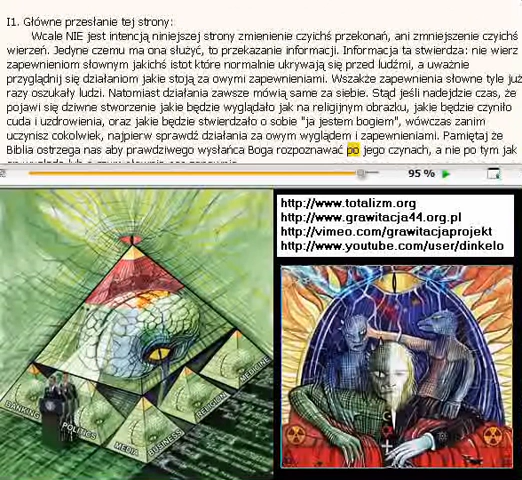 I1. Główne przesłanie tej strony:
Wcale NIE jest intencją niniejszej strony zmienienie czyichś przekonań, ani zmniejszenie czyichś
wierzeń. Jedyne czemu ma ona służyć, to przekazanie informacji. Informacja ta stwierdza: nie wierz
zapewnieniom słownym jakichś istot które normalnie ukrywają się przed ludźmi, a uważnie
przyglądnij się działaniom jakie stoją za owymi zapewnieniami. Wszakże zapewnienia słowne tyle już
razy oszukały ludzi. Natomiast działania zawsze mówią same za siebie. Stąd jeśli nadejdzie czas, że
pojawi się dziwne stworzenie jakie będzie wyglądało jak na religijnym obrazku, jakie będzie czyniło
cuda i uzdrowienia, oraz jakie będzie stwierdzało o sobie "ja jestem bogiem", wówczas zanim
uczynisz cokolwiek, najpierw sprawdź działania za owym wyglądem i zapewnieniami. Pamiętaj że
Biblia ostrzega nas aby prawdziwego wysłańca Boga rozpoznawać po jego czynach, a nie po tym jak
95 %
http://www.totalizm.org
http://www.grawitacja44.org.pl
http://vimeo.com/grawitacjaprojekt
http://www.youtube.com/user/dinkelo
BANKING
POLITICS
MEDIA
BUSINESS
RELIGION
MEDICINE